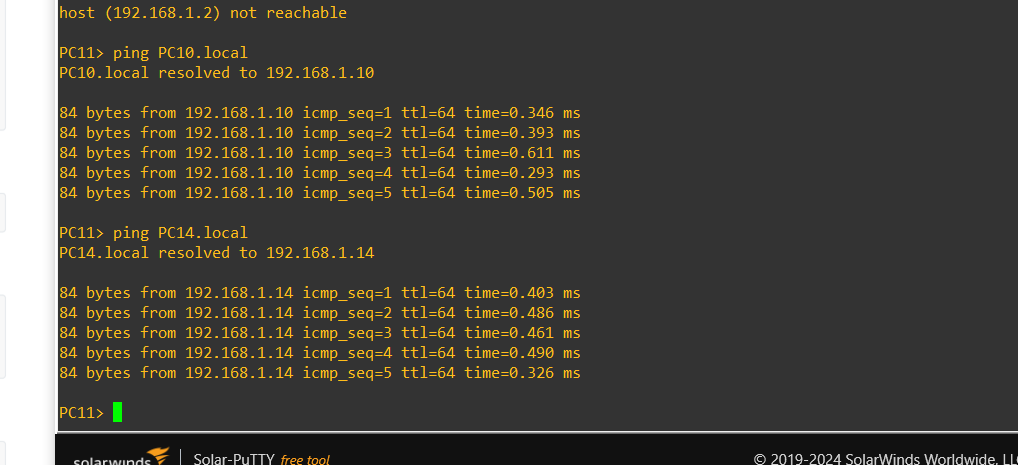 host (192.168.1.2) not reachable
PC11> ping PC10.local
PC10.local resolved to 192.168.1.10
84 bytes from 192.168.1.10 icmp_seq=1 ttl=64 time=0.346 ms
84 bytes from 192.168.1.10 icmp_seq=2 ttl=64 time=0.393 ms
84 bytes from 192.168.1.10 icmp_seq=3 ttl=64 time=0.611 ms
84 bytes from 192.168.1.10 icmp_seq=4 ttl=64 time=0.293 ms
84 bytes from 192.168.1.10 icmp_seq=5 ttl=64 time=0.505 ms
PC11> ping PC14.local
PC14.local resolved to 192.168.1.14
84 bytes from 192.168.1.14 icmp_seq=1 ttl=64 time=0.403 ms
84 bytes from 192.168.1.14 icmp_seq=2 ttl=64 time=0.486 ms
84 bytes from 192.168.1.14 icmp_seq=3 ttl=64 time=0.461 ms
84 bytes from 192.168.1.14 icmp_seq=4 ttl=64 time=0.490 ms
84 bytes from 192.168.1.14 icmp_seq=5 ttl=64 time=0.326 ms
PC11>
solarwinds Solar-PuTTY free tool © 2019-2024 SolarWinds Worldwide,